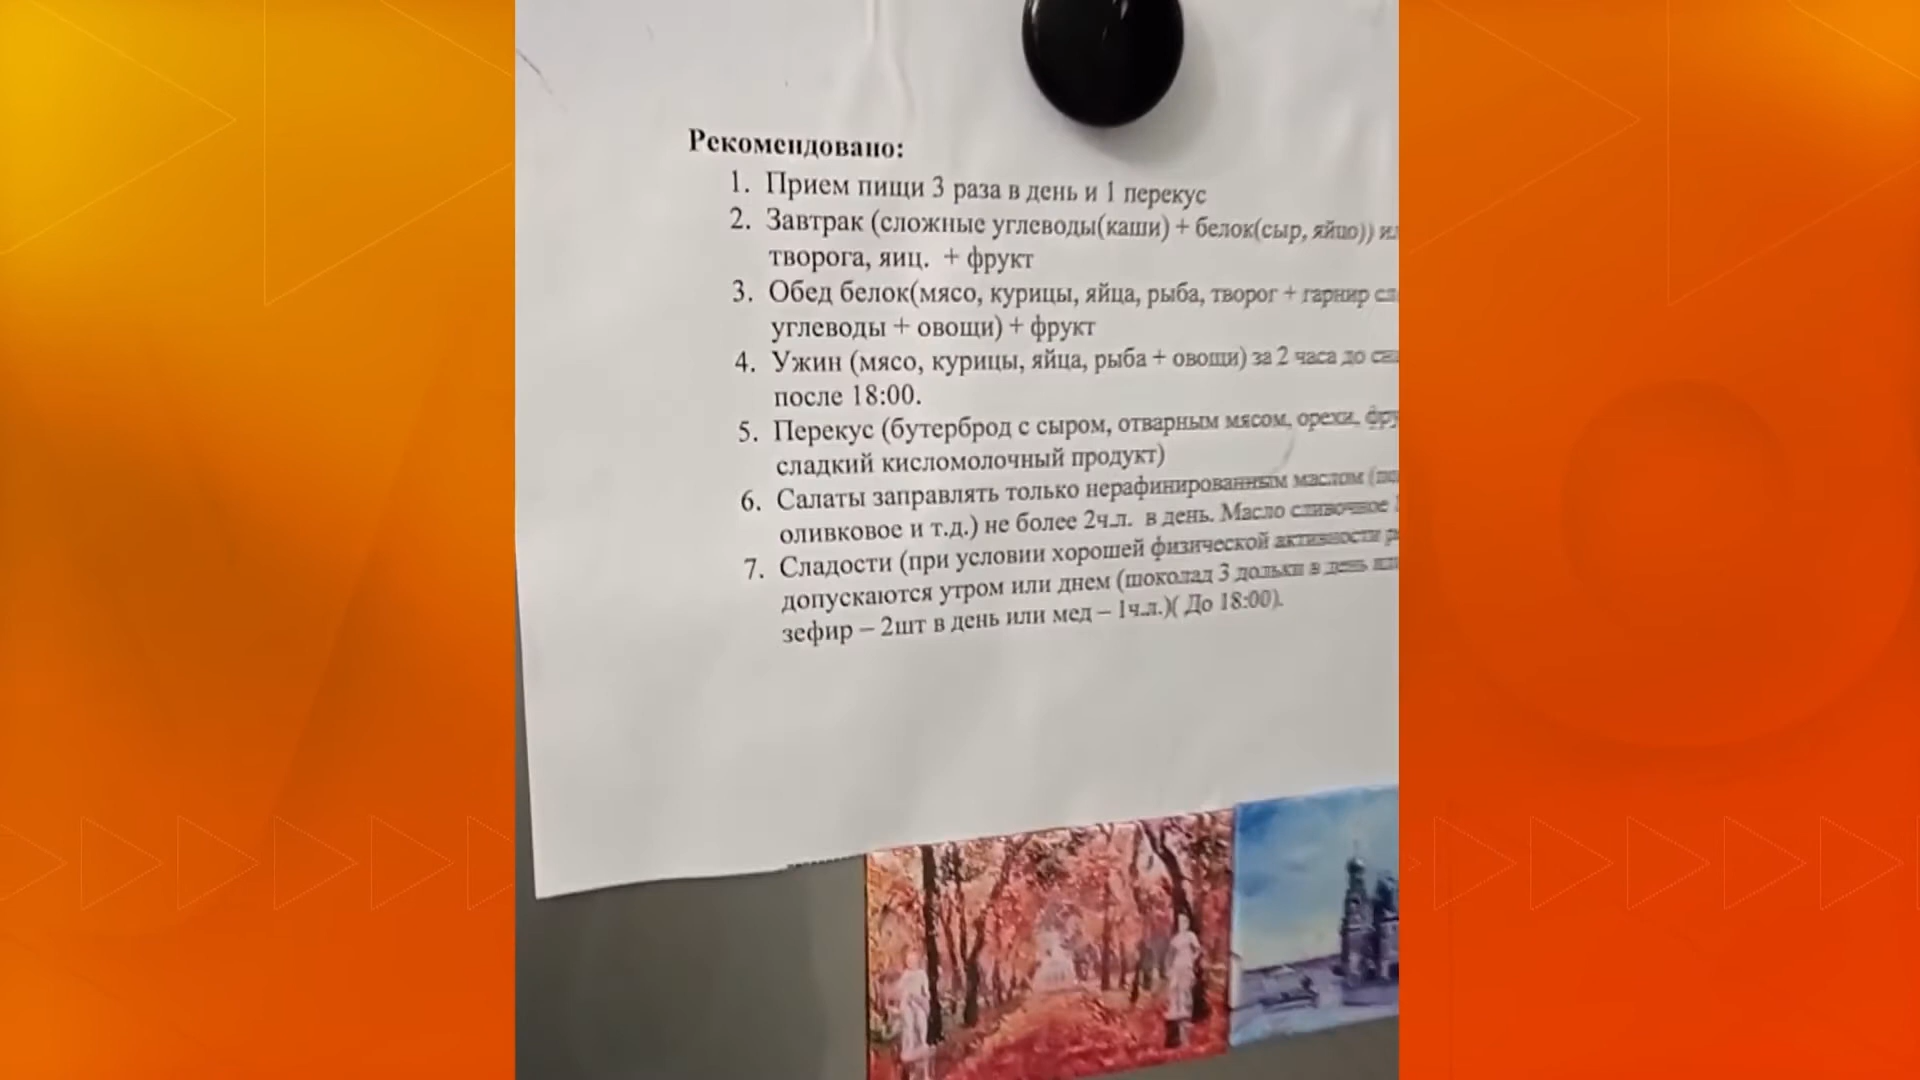 Рекомендовано:
1. Прием пищи 3 раза в день и 1 перекус
2. Завтрак (сложные углеводы(каши) + белок(сыр, яйцо))
творога, яиц. + фрукт
3. Обед белок(мясо, курицы, яйца, рыба, творог + гарнир
углеводы + овощи) + фрукт
4. Ужин (мясо, курицы, яйца, рыба + овощи) за 2 часа до
после 18:00.
5. Перекус (бутерброд с сыром, отварным мясом, орехи,
сладкий кисломолочный продукт)
6. Салаты заправлять только нерафинированным маслом
оливковое и т.д.) не более 2ч.л. в день. Масло сливочное
7. Сладости (при условии хорошей физической активности
допускаются утром или днем (шоколад 3 дольки в день или
зефир – 2шт в день или мед – 1ч.л.)( До 18:00).